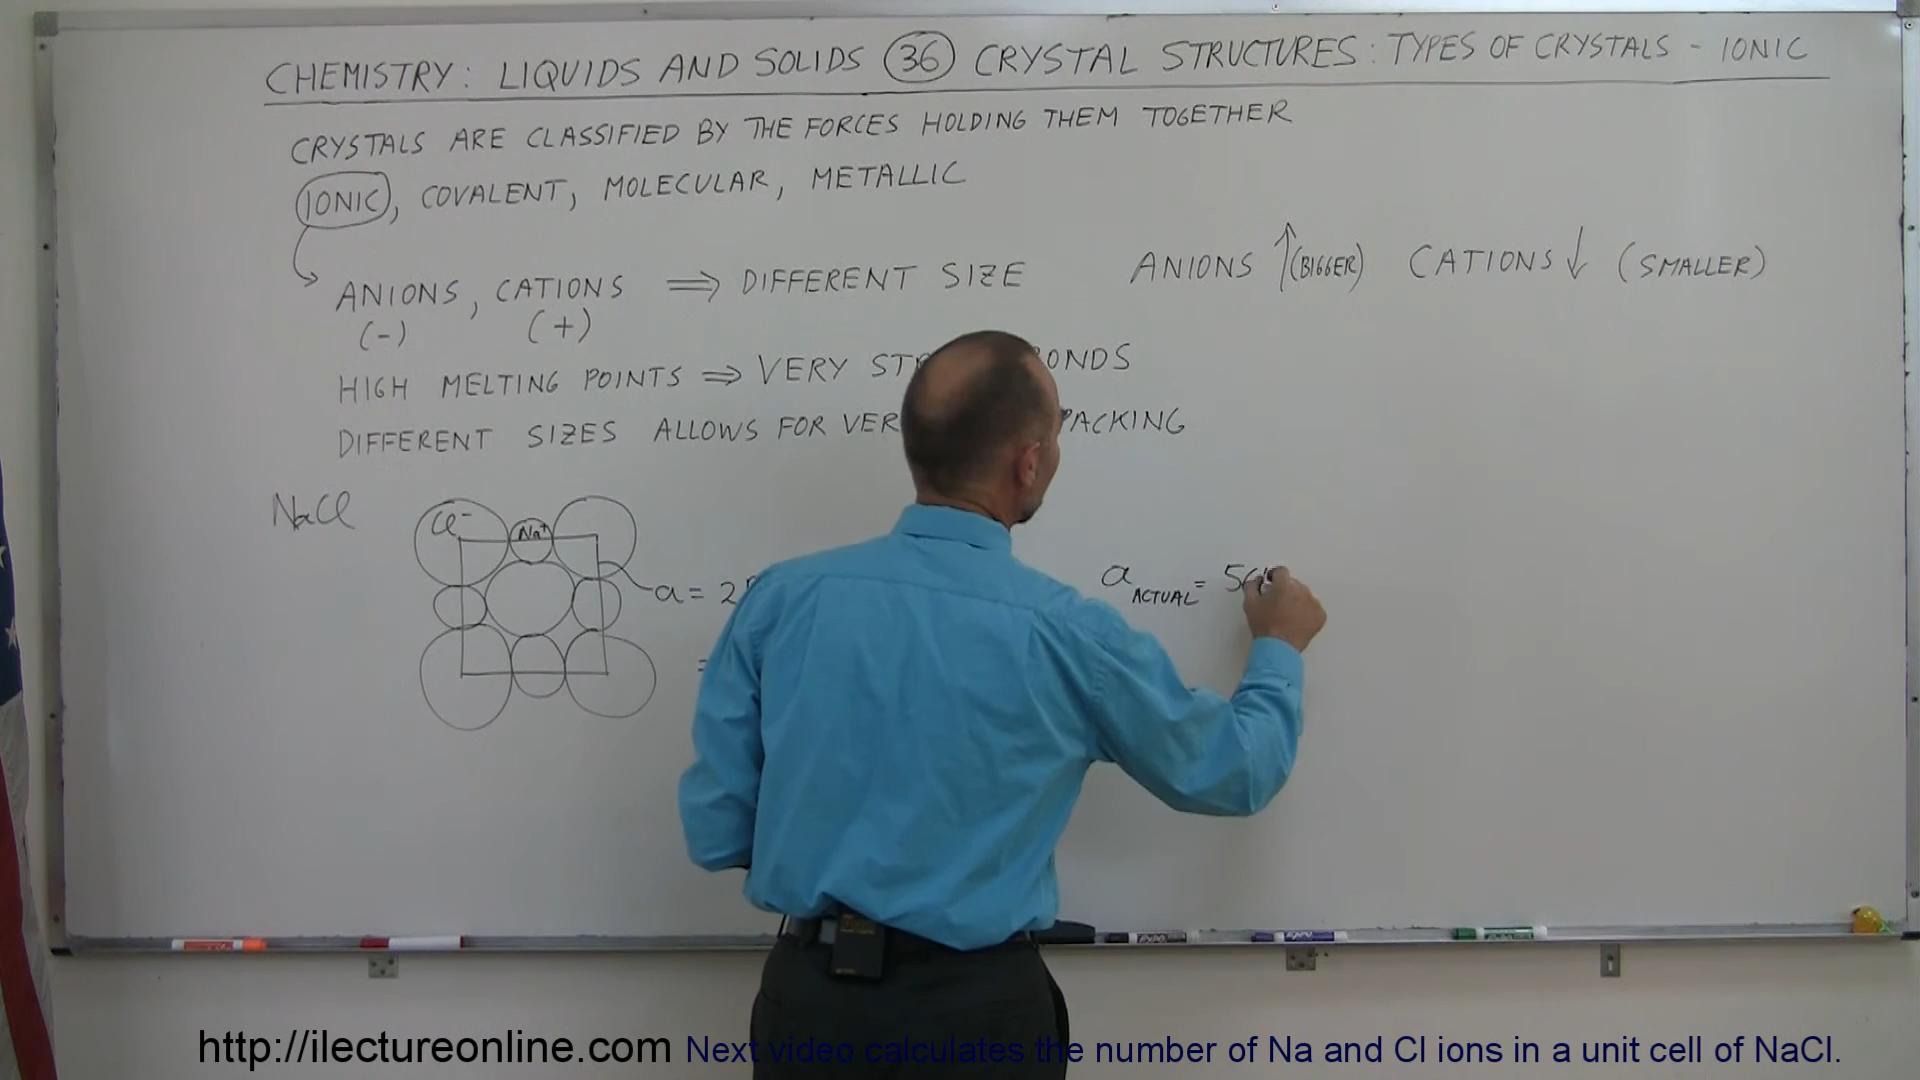 CHEMISTRY: LIQUIDS AND SOLIDS 36 CRYSTAL STRUCTURES: TYPES OF CRYSTALS - IONIC
CRYSTALS ARE CLASSIFIED BY THE FORCES HOLDING THEM TOGETHER
IONIC, COVALENT, MOLECULAR, METALLIC
ANIONS, CATIONS ⇒ DIFFERENT SIZE ANIONS ↑ (BIGGER) CATIONS ↓ (SMALLER)
(-) (+)
HIGH MELTING POINTS ⇒ VERY
DIFFERENT SIZES ALLOWS FOR PACKING
NaCl
Cl⁻ Na⁺
a = 2
a ACTUAL =
=
EXPO EXPO EXPO
http://ilectureonline.com Next video calculates the number of Na and Cl ions in a unit cell of NaCl.